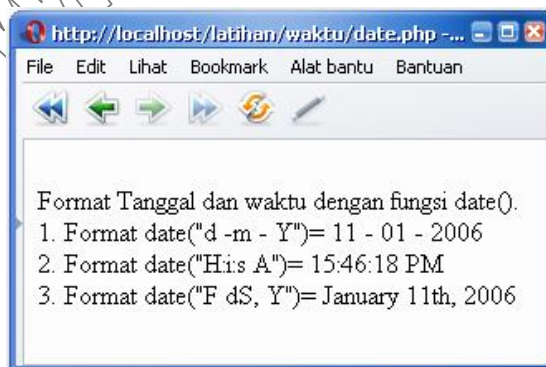 http://localhost/latihan/waktu/date.php -...
File Edit Lihat Bookmark Alat bantu Bantuan
Format Tanggal dan waktu dengan fungsi date().
1. Format date("d -m - Y")= 11 - 01 - 2006
2. Format date("H:i:s A")= 15:46:18 PM
3. Format date("F dS, Y")= January 11th, 2006